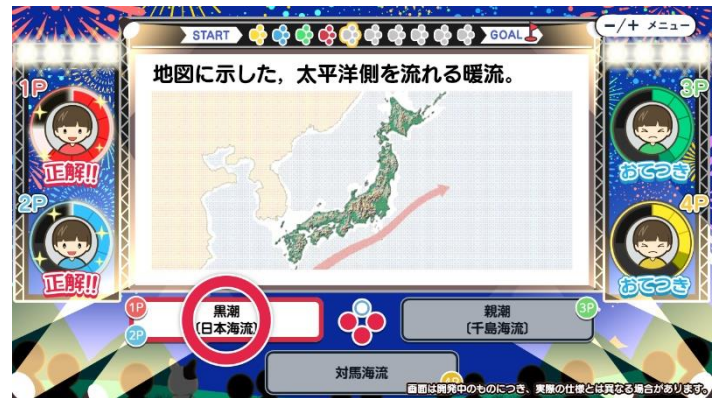 START
GOAL
-/+ メニュー
地図に示した，太平洋側を流れる暖流。
1P
正解!!
2P
正解!!
3P
おてつき
4P
おてつき
1P
2P
黒潮
〔日本海流〕
親潮
〔千島海流〕
3P
対馬海流
4P
画面は開発中のものにつき、実際の仕様とは異なる場合があります。